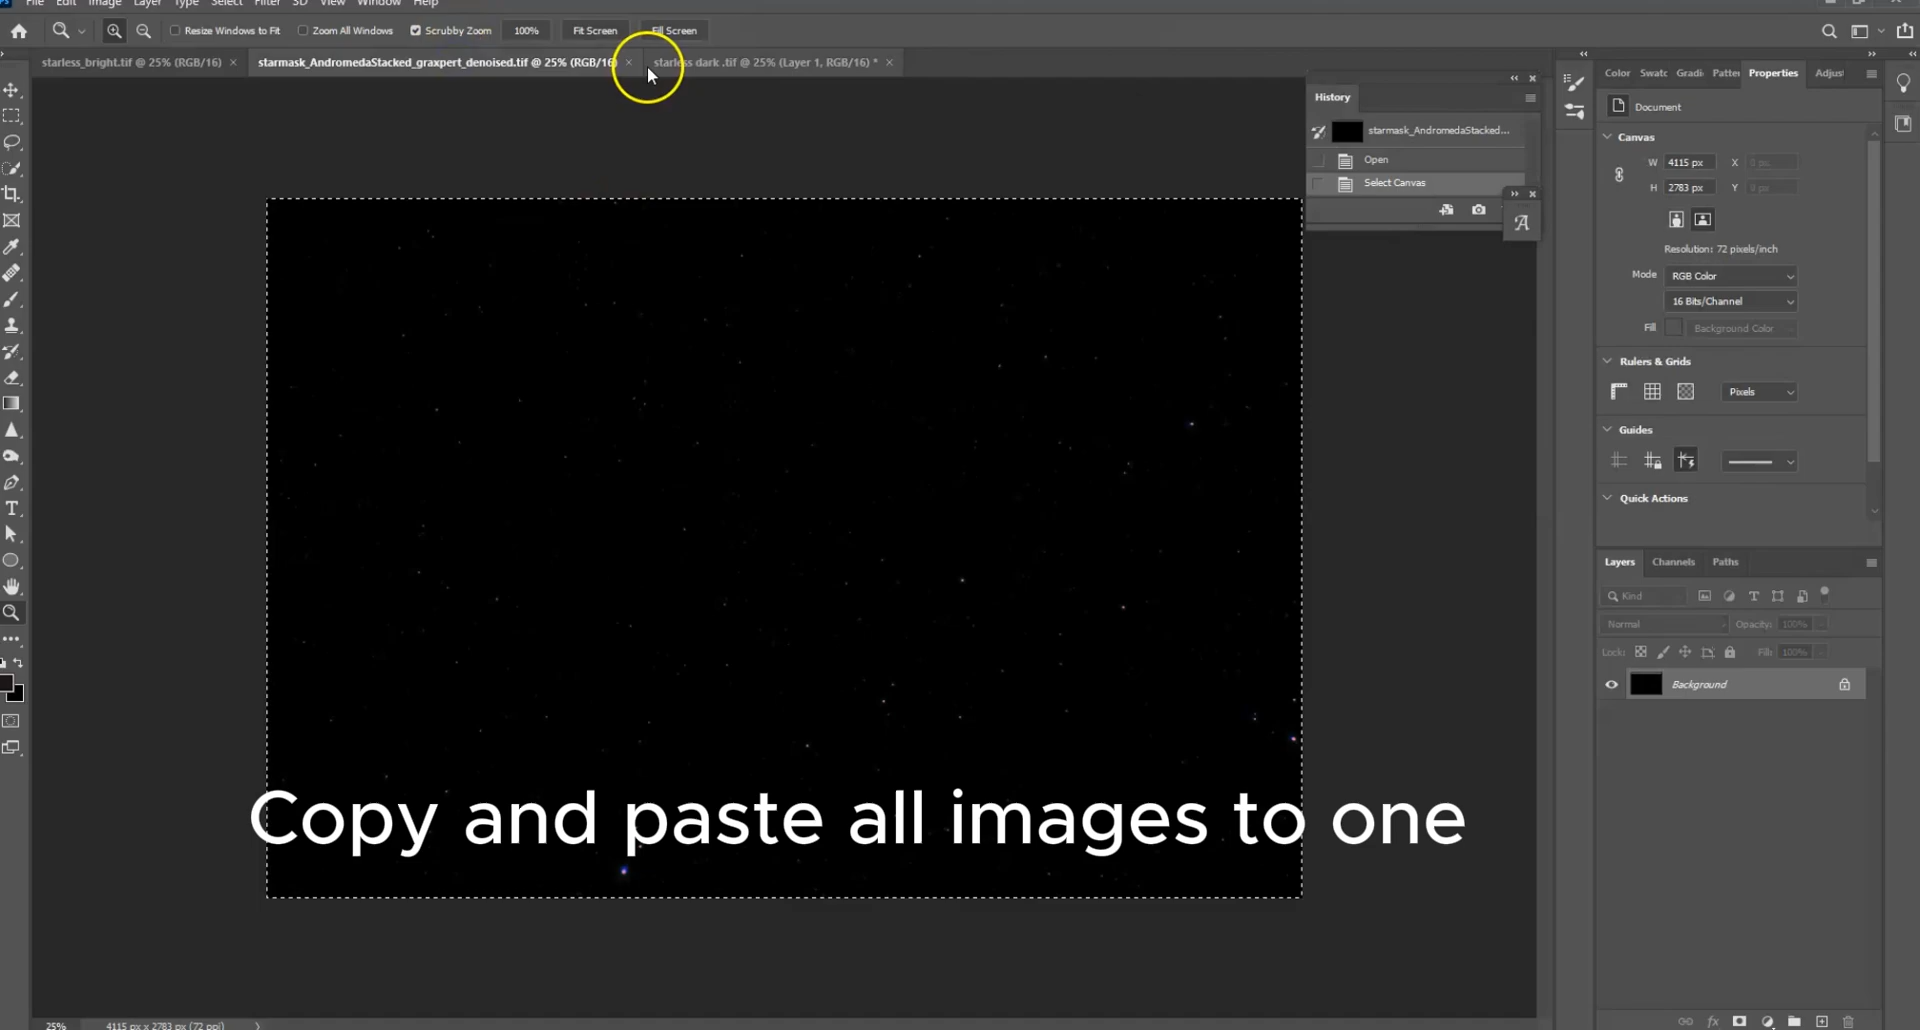 File Edit Image Layer Type Select Filter 3D View Window Help
Resize Windows to Fit Zoom All Windows Scrubby Zoom 100% Fit Screen Fill Screen
starless_bright.tif @ 25% (RGB/16) × starmask_AndromedaStacked_graxpert_denoised.tif @ 25% (RGB/16) × starless dark .tif @ 25% (Layer 1, RGB/16) * ×
Color Swatc Gradi Patte Properties Adjus
History
Document
starmask_AndromedaStacked...
Canvas
Open
W 4115 px X 0 px
Select Canvas
H 2783 px Y 0 px
Resolution: 72 pixels/inch
Mode RGB Color
16 Bits/Channel
Fill Background Color
Rulers & Grids
Pixels
Guides
Quick Actions
Layers Channels Paths
Kind
Normal Opacity: 100%
Lock: Fill: 100%
Background
Copy and paste all images to one
25% 4115 px x 2783 px (72 ppi)